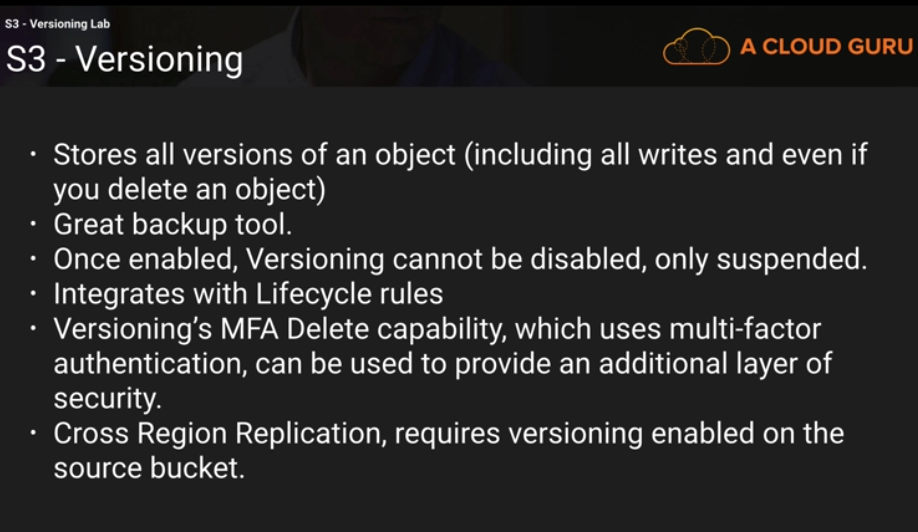 S3 - Versioning Lab
S3 - Versioning
A CLOUD GURU
· Stores all versions of an object (including all writes and even if
you delete an object)
· Great backup tool.
· Once enabled, Versioning cannot be disabled, only suspended.
· Integrates with Lifecycle rules
· Versioning’s MFA Delete capability, which uses multi-factor
authentication, can be used to provide an additional layer of
security.
· Cross Region Replication, requires versioning enabled on the
source bucket.